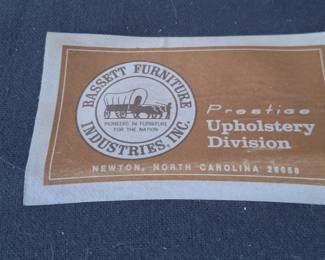 BASSETT FURNITURE
INDUSTRIES, INC.
PIONEERS IN FURNITURE
FOR THE NATION
Prestige
Upholstery
Division
NEWTON, NORTH CAROLINA 28658